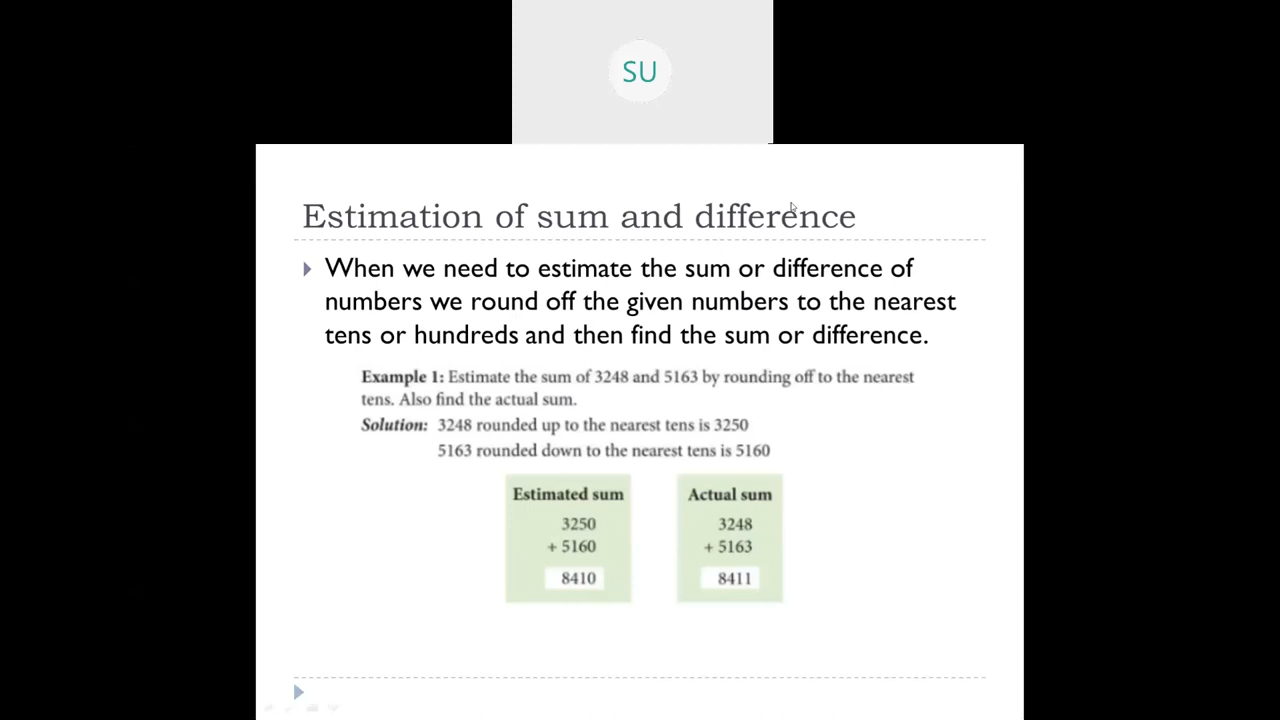 SU
Estimation of sum and difference
When we need to estimate the sum or difference of
numbers we round off the given numbers to the nearest
tens or hundreds and then find the sum or difference.
Example 1: Estimate the sum of 3248 and 5163 by rounding off to the nearest
tens. Also find the actual sum.
Solution: 3248 rounded up to the nearest tens is 3250
5163 rounded down to the nearest tens is 5160
Estimated sum
3250
+ 5160
8410
Actual sum
3248
+ 5163
8411